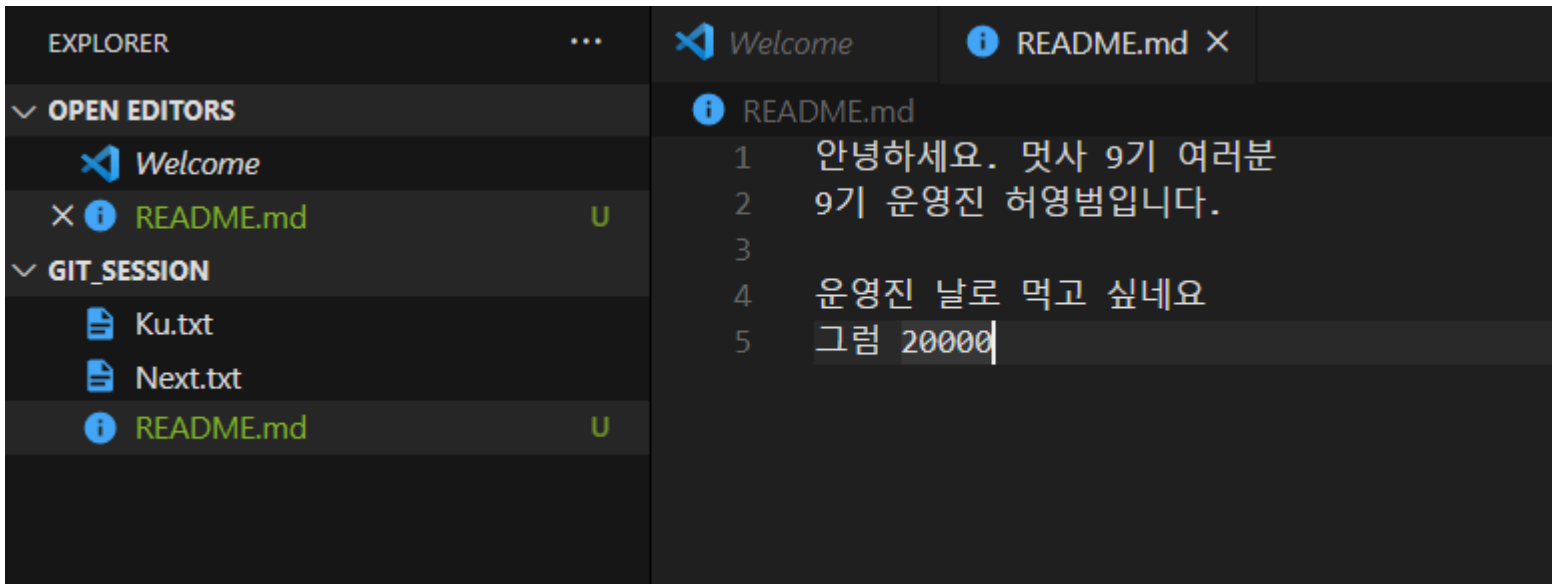 EXPLORER ...
OPEN EDITORS
Welcome
README.md U
GIT_SESSION
Ku.txt
Next.txt
README.md U
Welcome README.md
README.md
1 안녕하세요. 멋사 9기 여러분
2 9기 운영진 허영범입니다.
3
4 운영진 날로 먹고 싶네요
5 그럼 20000